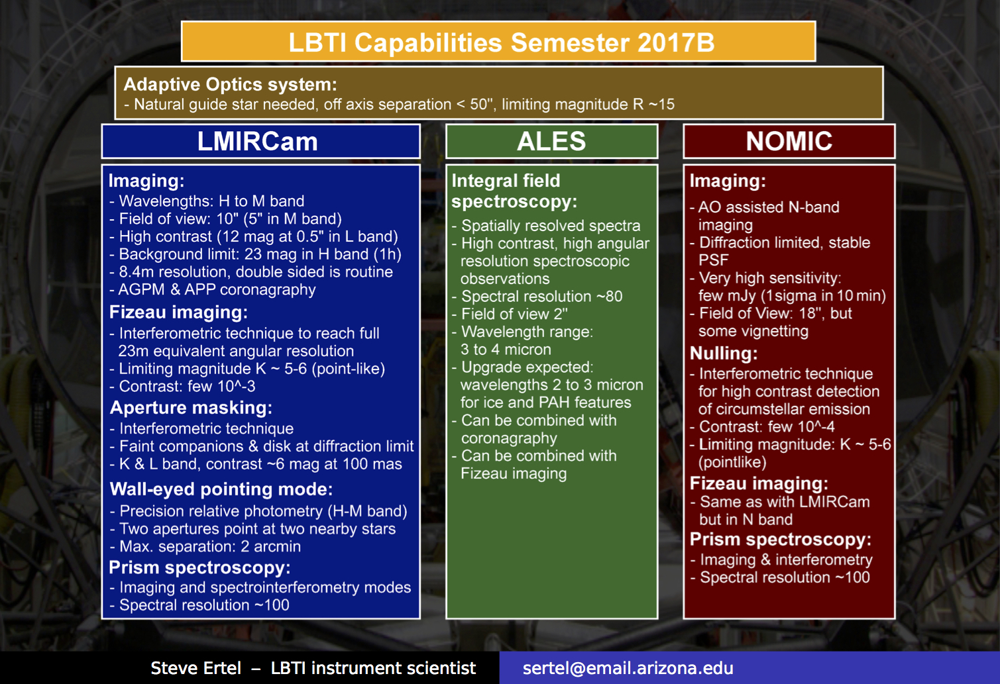 LBTI Capabilities Semester 2017B
Adaptive Optics system:
- Natural guide star needed, off axis separation < 50", limiting magnitude R ~15
LMIRCam
Imaging:
- Wavelengths: H to M band
- Field of view: 10" (5" in M band)
- High contrast (12 mag at 0.5" in L band)
- Background limit: 23 mag in H band (1h)
- 8.4m resolution, double sided is routine
- AGPM & APP coronagraphy
Fizeau imaging:
- Interferometric technique to reach full
23m equivalent angular resolution
- Limiting magnitude K ~ 5-6 (point-like)
- Contrast: few 10^-3
Aperture masking:
- Interferometric technique
- Faint companions & disk at diffraction limit
- K & L band, contrast ~6 mag at 100 mas
Wall-eyed pointing mode:
- Precision relative photometry (H-M band)
- Two apertures point at two nearby stars
- Max. separation: 2 arcmin
Prism spectroscopy:
- Imaging and spectrointerferometry modes
- Spectral resolution ~100
ALES
Integral field
spectroscopy:
- Spatially resolved spectra
- High contrast, high angular
resolution spectroscopic
observations
- Spectral resolution ~80
- Field of view 2"
- Wavelength range:
3 to 4 micron
- Upgrade expected:
wavelengths 2 to 3 micron
for ice and PAH features
- Can be combined with
coronagraphy
- Can be combined with
Fizeau imaging
NOMIC
Imaging:
- AO assisted N-band
imaging
- Diffraction limited, stable
PSF
- Very high sensitivity:
few mJy (1 sigma in 10 min)
- Field of View: 18", but
some vignetting
Nulling:
- Interferometric technique
for high contrast detection
of circumstellar emission
- Contrast: few 10^-4
- Limiting magnitude: K ~ 5-6
(pointlike)
Fizeau imaging:
- Same as with LMIRCam
but in N band
Prism spectroscopy:
- Imaging & interferometry
- Spectral resolution ~100
Steve Ertel – LBTI instrument scientist
sertel@email.arizona.edu